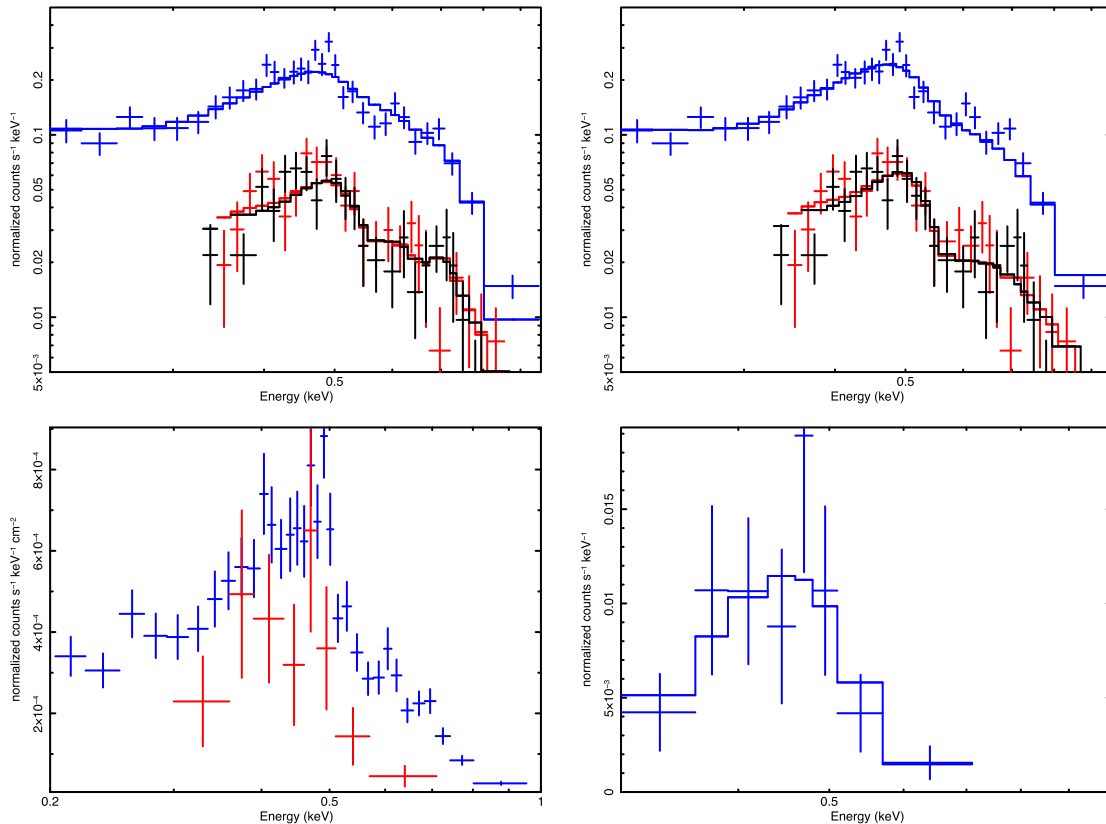 normalized counts s⁻¹ keV⁻¹
0.2
0.1
0.05
0.02
0.01
5×10⁻³
0.5
Energy (keV)
normalized counts s⁻¹ keV⁻¹
0.2
0.1
0.05
0.02
0.01
5×10⁻³
0.5
Energy (keV)
normalized counts s⁻¹ keV⁻¹ cm⁻²
8×10⁻⁴
6×10⁻⁴
4×10⁻⁴
2×10⁻⁴
0.2 0.5 1
Energy (keV)
normalized counts s⁻¹ keV⁻¹
0.015
0.01
5×10⁻³
0
0.5
Energy (keV)